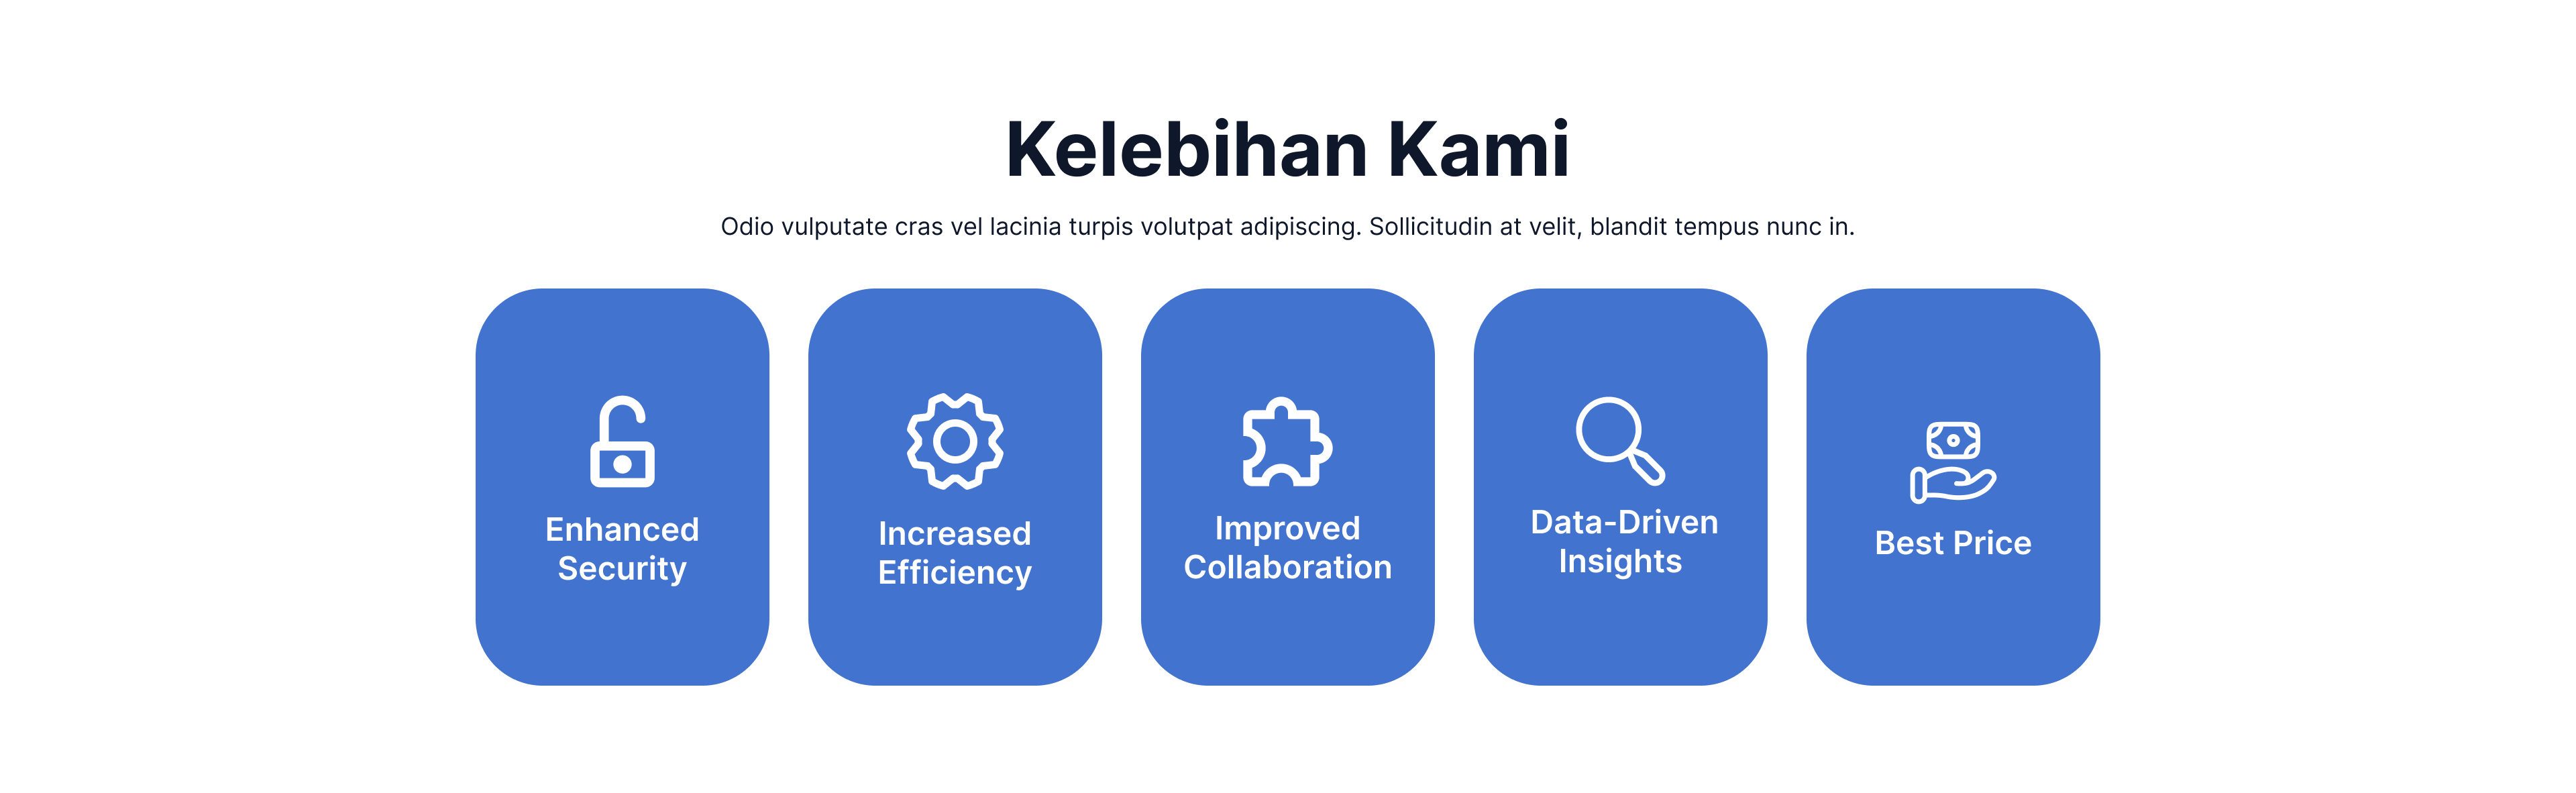 Kelebihan Kami
Odio vulputate cras vel lacinia turpis volutpat adipiscing. Sollicitudin at velit, blandit tempus nunc in.
Enhanced
Security
Increased
Efficiency
Improved
Collaboration
Data-Driven
Insights
Best Price